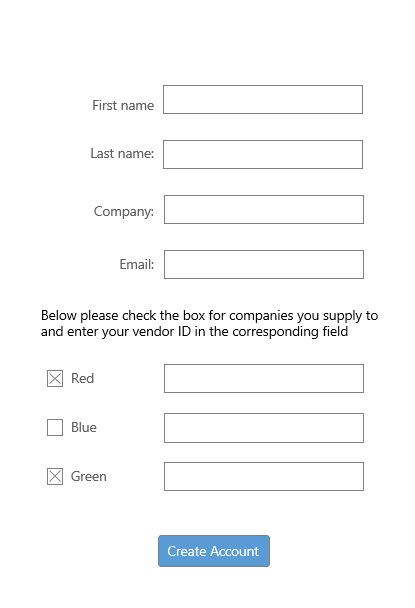 First name
Last name:
Company:
Email:
Below please check the box for companies you supply to
and enter your vendor ID in the corresponding field
Red
Blue
Green
Create Account